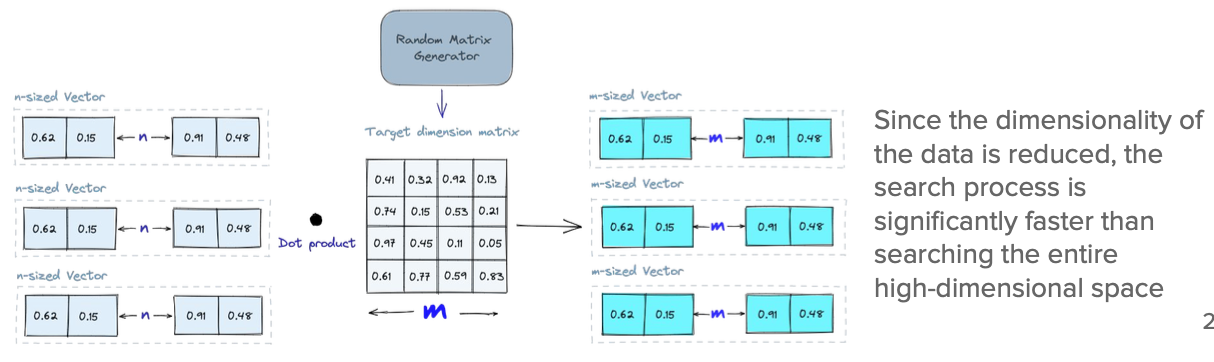 Random Matrix
Generator
n-sized Vector
0.62 0.15 n 0.91 0.48
n-sized Vector
0.62 0.15 n 0.91 0.48
n-sized Vector
0.62 0.15 n 0.91 0.48
Dot product
Target dimension matrix
0.41 0.32 0.92 0.13
0.74 0.15 0.53 0.21
0.97 0.45 0.11 0.05
0.61 0.77 0.59 0.83
m
m-sized Vector
0.62 0.15 m 0.91 0.48
m-sized Vector
0.62 0.15 m 0.91 0.48
m-sized Vector
0.62 0.15 m 0.91 0.48
Since the dimensionality of
the data is reduced, the
search process is
significantly faster than
searching the entire
high-dimensional space
2